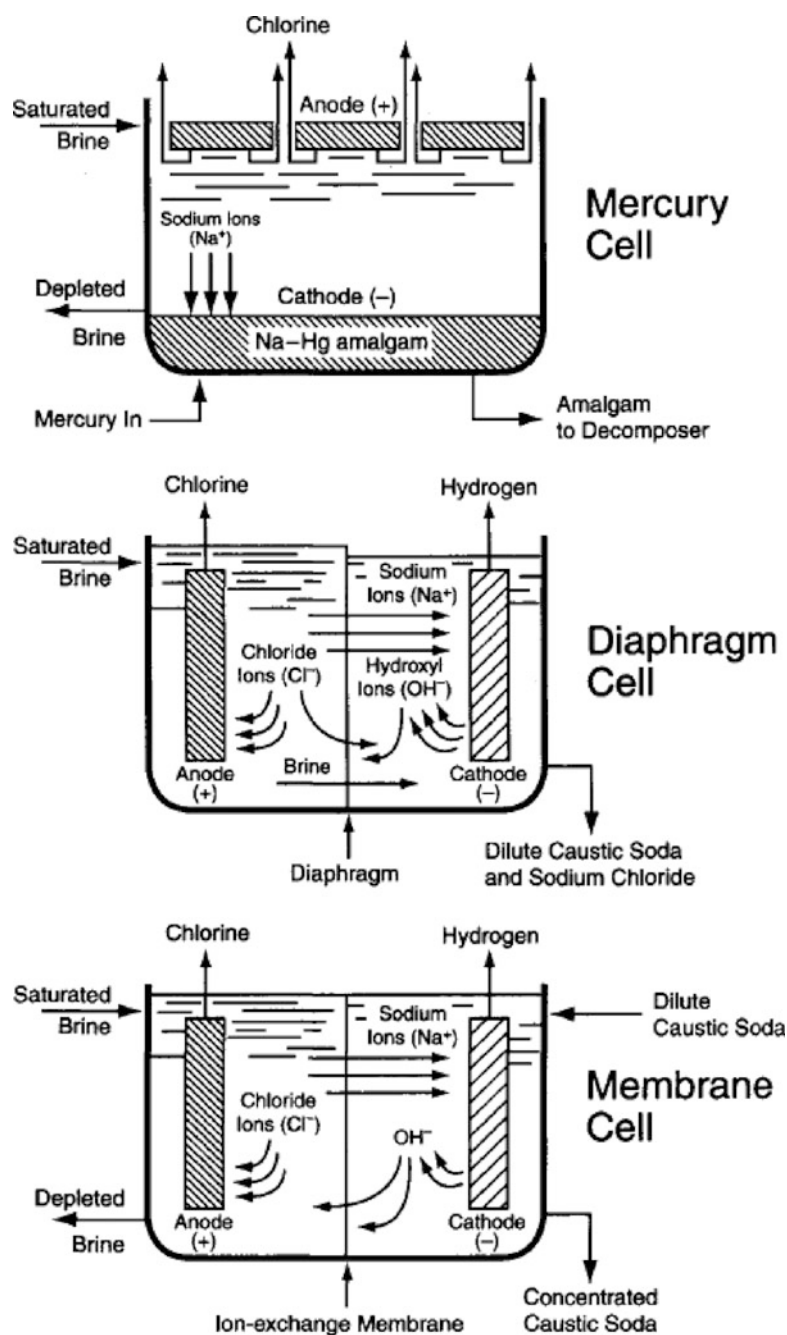 Chlorine
Anode (+)
Saturated
Brine
Sodium Ions
(Na⁺)
Mercury
Cell
Depleted
Brine
Cathode (–)
Na–Hg amalgam
Mercury In
Amalgam
to Decomposer
Chlorine
Hydrogen
Saturated
Brine
Sodium
Ions (Na⁺)
Chloride
Ions (Cl⁻)
Hydroxyl
Ions (OH⁻)
Diaphragm
Cell
Brine
Anode
(+)
Cathode
(–)
Diaphragm
Dilute Caustic Soda
and Sodium Chloride
Chlorine
Hydrogen
Saturated
Brine
Sodium
Ions (Na⁺)
Dilute
Caustic Soda
Chloride
Ions (Cl⁻)
OH⁻
Membrane
Cell
Depleted
Brine
Anode
(+)
Cathode
(–)
Ion-exchange Membrane
Concentrated
Caustic Soda